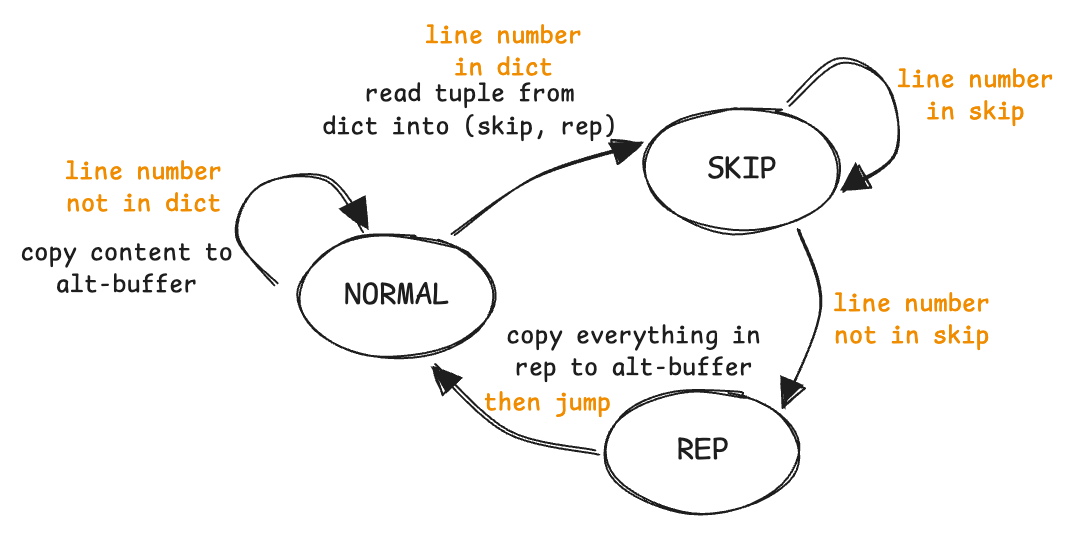 line number
in dict
read tuple from
dict into (skip, rep)
line number
in skip
SKIP
line number
not in dict
copy content to
alt-buffer
NORMAL
line number
not in skip
copy everything in
rep to alt-buffer
then jump
REP